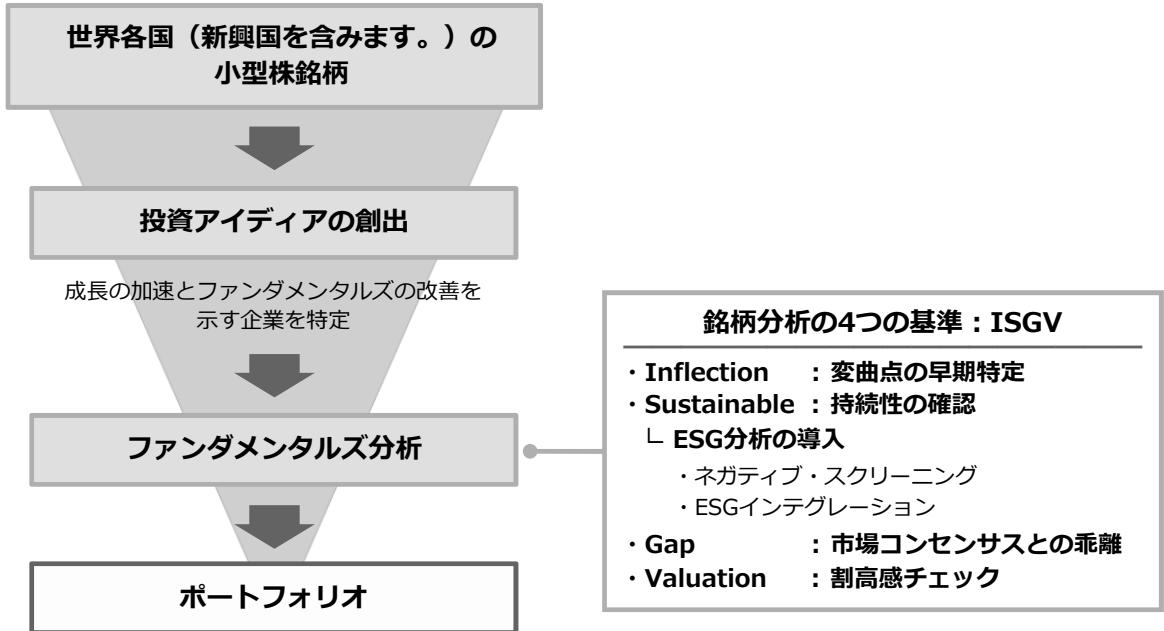 世界各国（新興国を含みます。）の
小型株銘柄
投資アイディアの創出
成長の加速とファンダメンタルズの改善を
示す企業を特定
ファンダメンタルズ分析
ポートフォリオ
銘柄分析の4つの基準：ISGV
・Inflection ：変曲点の早期特定
・Sustainable ：持続性の確認
└ ESG分析の導入
・ネガティブ・スクリーニング
・ESGインテグレーション
・Gap ：市場コンセンサスとの乖離
・Valuation ：割高感チェック